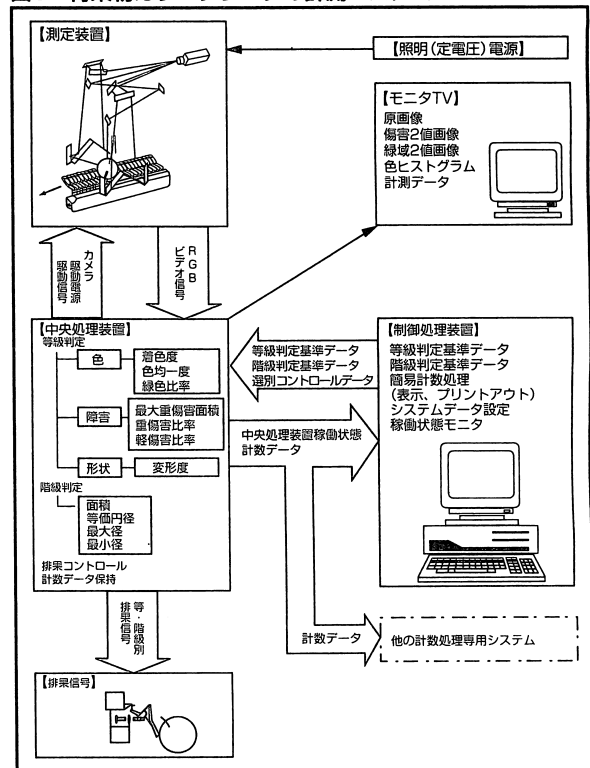 【測定装置】
【照明(定電圧)電源】
【モニタTV】
原画像
傷害2値画像
緑域2値画像
色ヒストグラム
計測データ
カメラ
駆動電源
駆動信号
RGB
ビデオ信号
【中央処理装置】
等級判定
色
着色度
色均一度
緑色比率
障害
最大重傷害面積
重傷害比率
軽傷害比率
形状
変形度
階級判定
面積
等価円径
最大径
最小径
排果コントロール
計数データ保持
等級判定基準データ
階級判定基準データ
選別コントロールデータ
中央処理装置稼働状態
計数データ
【制御処理装置】
等級判定基準データ
階級判定基準データ
簡易計数処理
(表示、プリントアウト)
システムデータ設定
稼働状態モニタ
等・階級別
排果信号
計数データ
他の計数処理専用システム
【排果信号】